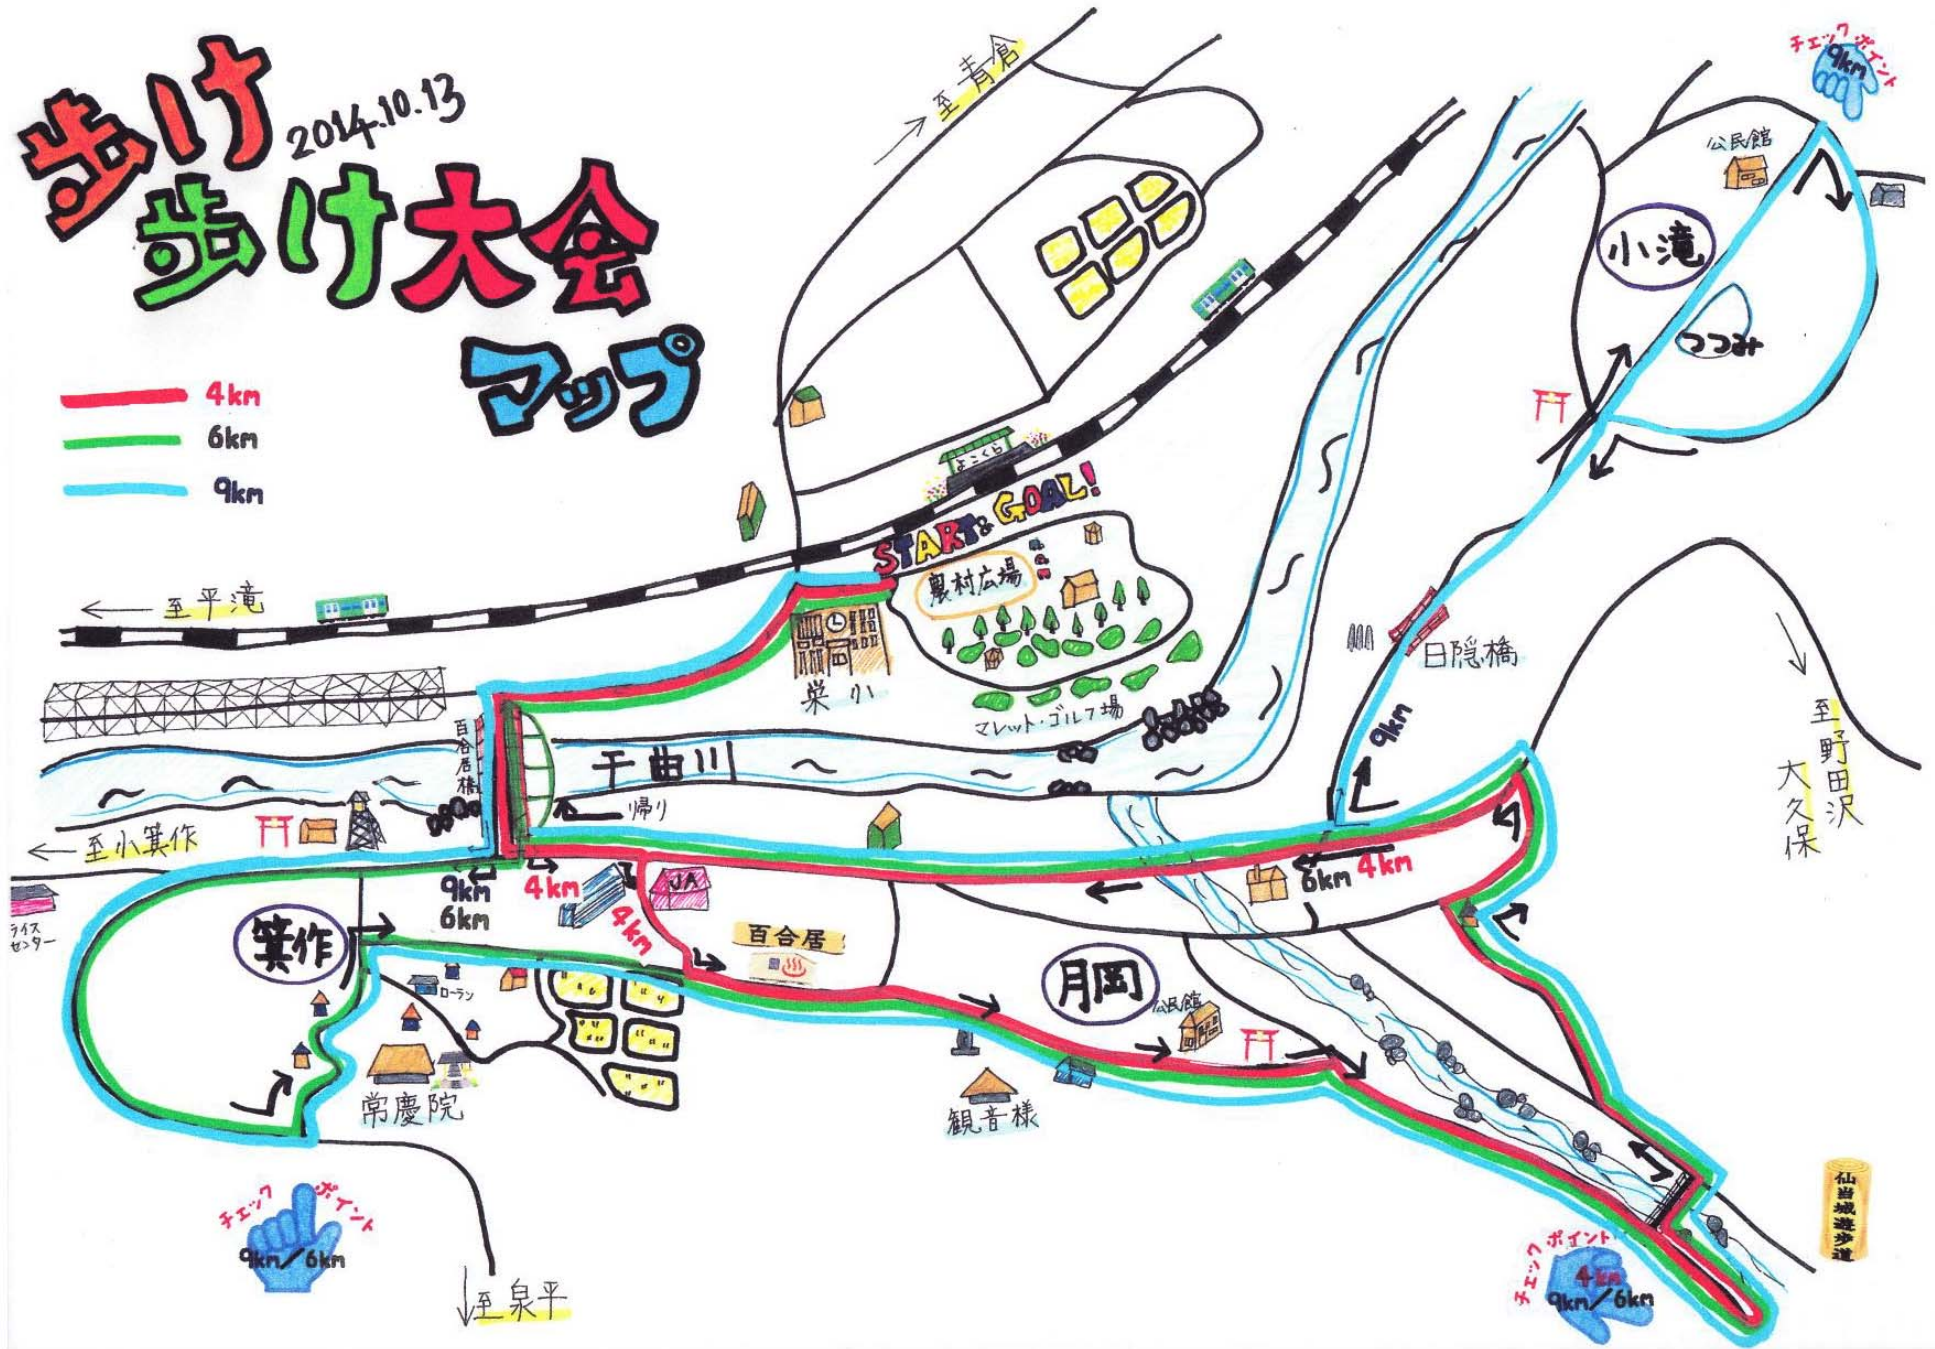 歩け
2014.10.13
歩け大会
マップ
4km
6km
9km
至青倉
チェックポイント
9km
公民館
小滝
つつみ
よこくら
START & GOAL!
農村広場
至平滝
栄小
マレット・ゴルフ場
日隠橋
9km
至野田沢
大久保
百合居橋
千曲川
帰り
至小箕作
9km
6km
4km
JA
4km
6km 4km
ライス
センター
箕作
百合居
月岡
公民館
ローラン
常慶院
観音様
チェックポイント
9km/6km
至泉平
チェックポイント
4km
9km/6km
仙当城遊歩道